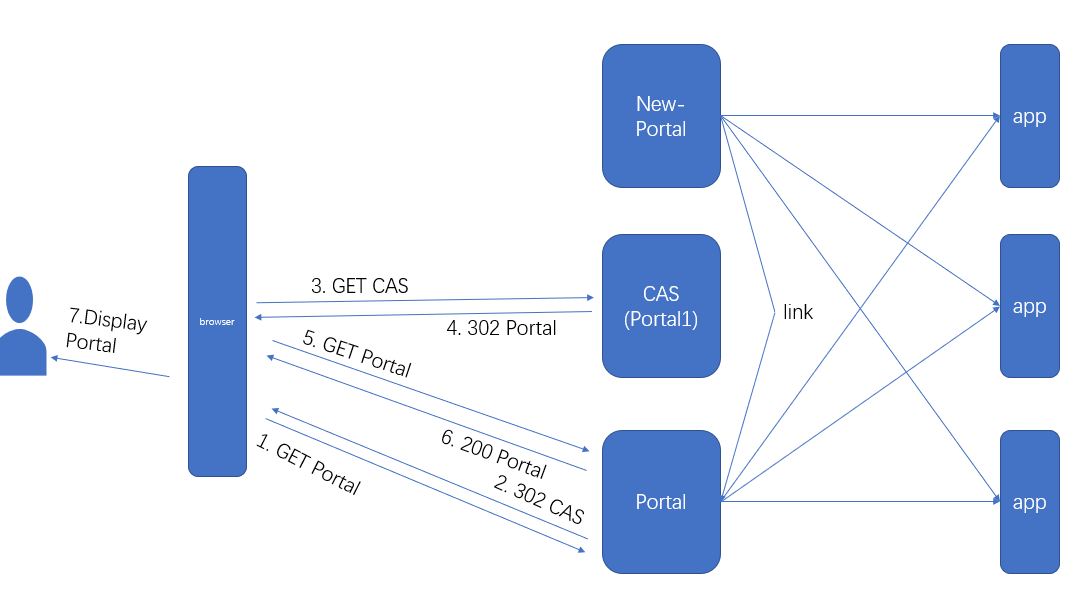 New-
Portal
app
CAS
(Portal1)
app
3. GET CAS
4. 302 Portal
link
7.Display
Portal
browser
5. GET Portal
6. 200 Portal
2. 302 CAS
1. GET Portal
Portal
app